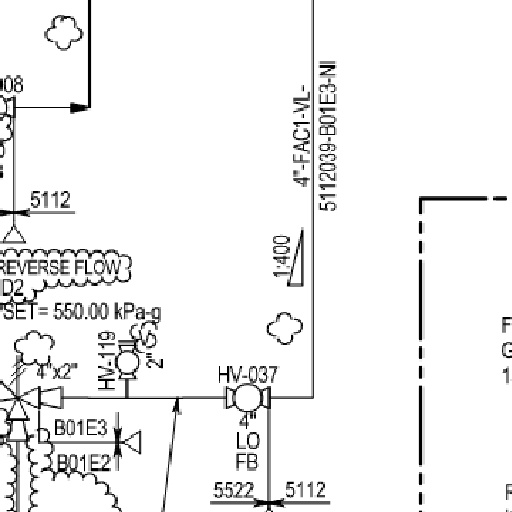 08
4"-FAC1-VL-
5112039-B01E3-NI
5112
1:400
REVERSE FLOW
D2
SET= 550.00 kPa-g
HV-119
2"
4"x2"
HV-037
4"
LO
FB
B01E3
B01E2
5522
5112
F
G
1